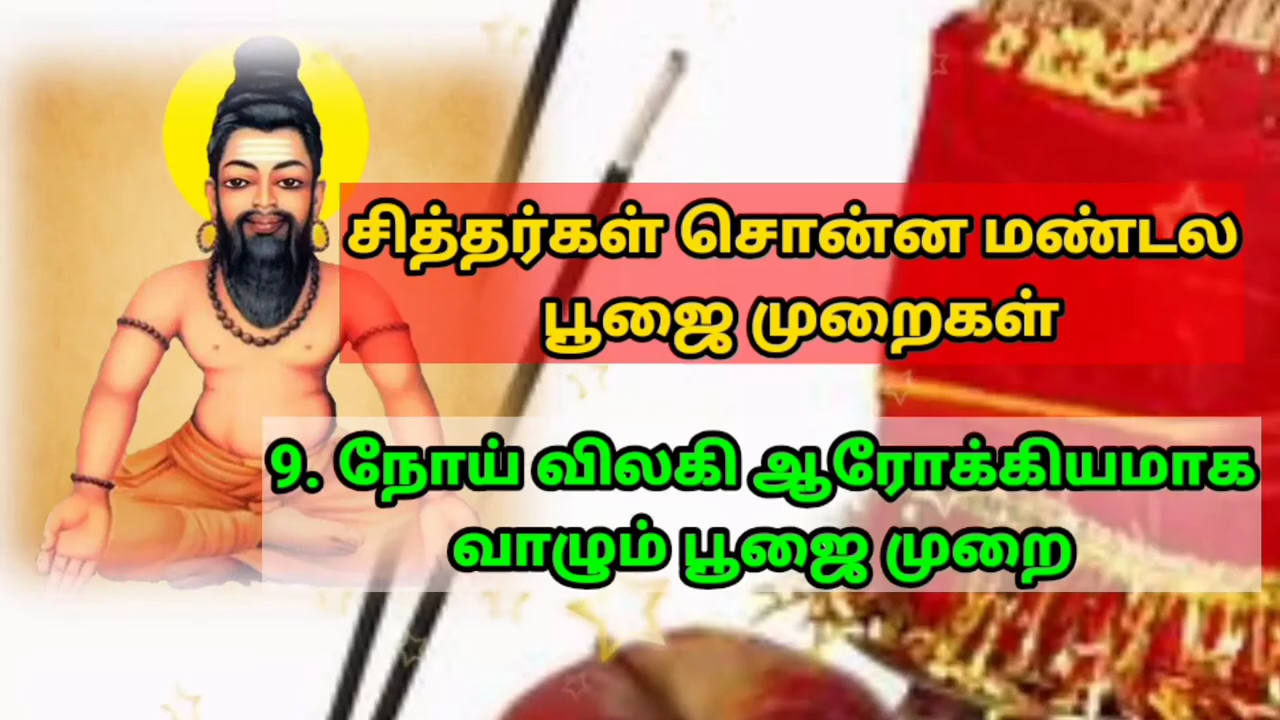 சித்தர்கள் சொன்ன மண்டல
பூஜை முறைகள்
9. நோய் விலகி ஆரோக்கியமாக
வாழும் பூஜை முறை